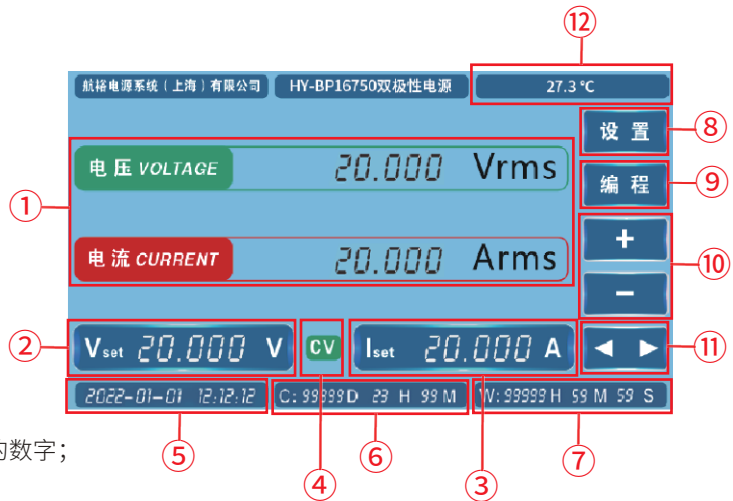 ⑫
航裕电源系统(上海)有限公司 HY-BP16750双极性电源 27.3℃
设 置 ⑧
电 压 VOLTAGE 20.000 Vrms
编 程 ⑨
①
+
电 流 CURRENT 20.000 Arms
⑩
−
② Vset 20.000 V CV Iset 20.000 A ◀ ▶ ⑪
2022-01-01 12:12:12 C: 99999D 23 H 99 M W: 99999H 59 M 59 S
的数字;
⑤ ④ ⑥ ③ ⑦